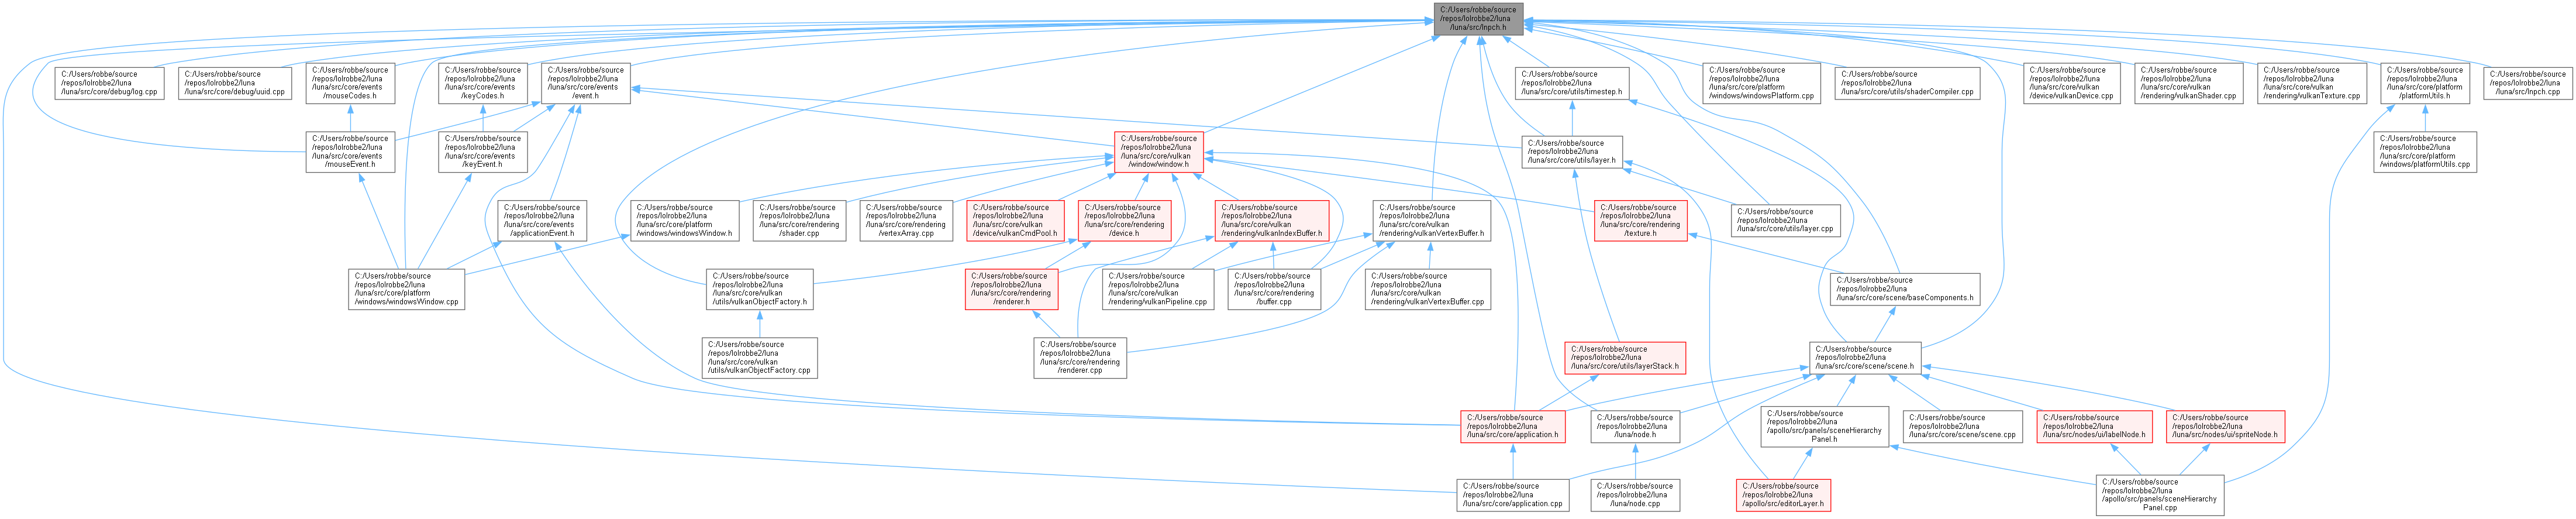 C:/Users/robbe/source
/repos/lolrobbe2/luna
/luna/src/lnpch.h
C:/Users/robbe/source
/repos/lolrobbe2/luna
/luna/src/core/debug/log.cpp
C:/Users/robbe/source
/repos/lolrobbe2/luna
/luna/src/core/debug/uuid.cpp
C:/Users/robbe/source
/repos/lolrobbe2/luna
/luna/src/core/events
/mouseCodes.h
C:/Users/robbe/source
/repos/lolrobbe2/luna
/luna/src/core/events
/keyCodes.h
C:/Users/robbe/source
/repos/lolrobbe2/luna
/luna/src/core/events
/event.h
C:/Users/robbe/source
/repos/lolrobbe2/luna
/luna/src/core/utils/timestep.h
C:/Users/robbe/source
/repos/lolrobbe2/luna
/luna/src/core/platform
/windows/windowsPlatform.cpp
C:/Users/robbe/source
/repos/lolrobbe2/luna
/luna/src/core/utils/shaderCompiler.cpp
C:/Users/robbe/source
/repos/lolrobbe2/luna
/luna/src/core/vulkan
/device/vulkanDevice.cpp
C:/Users/robbe/source
/repos/lolrobbe2/luna
/luna/src/core/vulkan
/rendering/vulkanShader.cpp
C:/Users/robbe/source
/repos/lolrobbe2/luna
/luna/src/core/vulkan
/rendering/vulkanTexture.cpp
C:/Users/robbe/source
/repos/lolrobbe2/luna
/luna/src/core/platform
/platformUtils.h
C:/Users/robbe/source
/repos/lolrobbe2/luna
/luna/src/lnpch.cpp
C:/Users/robbe/source
/repos/lolrobbe2/luna
/luna/src/core/events
/mouseEvent.h
C:/Users/robbe/source
/repos/lolrobbe2/luna
/luna/src/core/events
/keyEvent.h
C:/Users/robbe/source
/repos/lolrobbe2/luna
/luna/src/core/vulkan
/window/window.h
C:/Users/robbe/source
/repos/lolrobbe2/luna
/luna/src/core/utils/layer.h
C:/Users/robbe/source
/repos/lolrobbe2/luna
/luna/src/core/platform
/windows/platformUtils.cpp
C:/Users/robbe/source
/repos/lolrobbe2/luna
/luna/src/core/events
/applicationEvent.h
C:/Users/robbe/source
/repos/lolrobbe2/luna
/luna/src/core/platform
/windows/windowsWindow.h
C:/Users/robbe/source
/repos/lolrobbe2/luna
/luna/src/core/rendering
/shader.cpp
C:/Users/robbe/source
/repos/lolrobbe2/luna
/luna/src/core/rendering
/vertexArray.cpp
C:/Users/robbe/source
/repos/lolrobbe2/luna
/luna/src/core/vulkan
/device/vulkanCmdPool.h
C:/Users/robbe/source
/repos/lolrobbe2/luna
/luna/src/core/rendering
/device.h
C:/Users/robbe/source
/repos/lolrobbe2/luna
/luna/src/core/vulkan
/rendering/vulkanIndexBuffer.h
C:/Users/robbe/source
/repos/lolrobbe2/luna
/luna/src/core/vulkan
/rendering/vulkanVertexBuffer.h
C:/Users/robbe/source
/repos/lolrobbe2/luna
/luna/src/core/rendering
/texture.h
C:/Users/robbe/source
/repos/lolrobbe2/luna
/luna/src/core/utils/layer.cpp
C:/Users/robbe/source
/repos/lolrobbe2/luna
/luna/src/core/platform
/windows/windowsWindow.cpp
C:/Users/robbe/source
/repos/lolrobbe2/luna
/luna/src/core/vulkan
/utils/vulkanObjectFactory.h
C:/Users/robbe/source
/repos/lolrobbe2/luna
/luna/src/core/rendering
/renderer.h
C:/Users/robbe/source
/repos/lolrobbe2/luna
/luna/src/core/vulkan
/rendering/vulkanPipeline.cpp
C:/Users/robbe/source
/repos/lolrobbe2/luna
/luna/src/core/rendering
/buffer.cpp
C:/Users/robbe/source
/repos/lolrobbe2/luna
/luna/src/core/vulkan
/rendering/vulkanVertexBuffer.cpp
C:/Users/robbe/source
/repos/lolrobbe2/luna
/luna/src/core/scene/baseComponents.h
C:/Users/robbe/source
/repos/lolrobbe2/luna
/luna/src/core/vulkan
/utils/vulkanObjectFactory.cpp
C:/Users/robbe/source
/repos/lolrobbe2/luna
/luna/src/core/rendering
/renderer.cpp
C:/Users/robbe/source
/repos/lolrobbe2/luna
/luna/src/core/utils/layerStack.h
C:/Users/robbe/source
/repos/lolrobbe2/luna
/luna/src/core/scene/scene.h
C:/Users/robbe/source
/repos/lolrobbe2/luna
/luna/src/core/application.h
C:/Users/robbe/source
/repos/lolrobbe2/luna
/luna/node.h
C:/Users/robbe/source
/repos/lolrobbe2/luna
/apollo/src/panels/sceneHierarchy
Panel.h
C:/Users/robbe/source
/repos/lolrobbe2/luna
/luna/src/core/scene/scene.cpp
C:/Users/robbe/source
/repos/lolrobbe2/luna
/luna/src/nodes/ui/labelNode.h
C:/Users/robbe/source
/repos/lolrobbe2/luna
/luna/src/nodes/ui/spriteNode.h
C:/Users/robbe/source
/repos/lolrobbe2/luna
/luna/src/core/application.cpp
C:/Users/robbe/source
/repos/lolrobbe2/luna
/luna/node.cpp
C:/Users/robbe/source
/repos/lolrobbe2/luna
/apollo/src/editorLayer.h
C:/Users/robbe/source
/repos/lolrobbe2/luna
/apollo/src/panels/sceneHierarchy
Panel.cpp